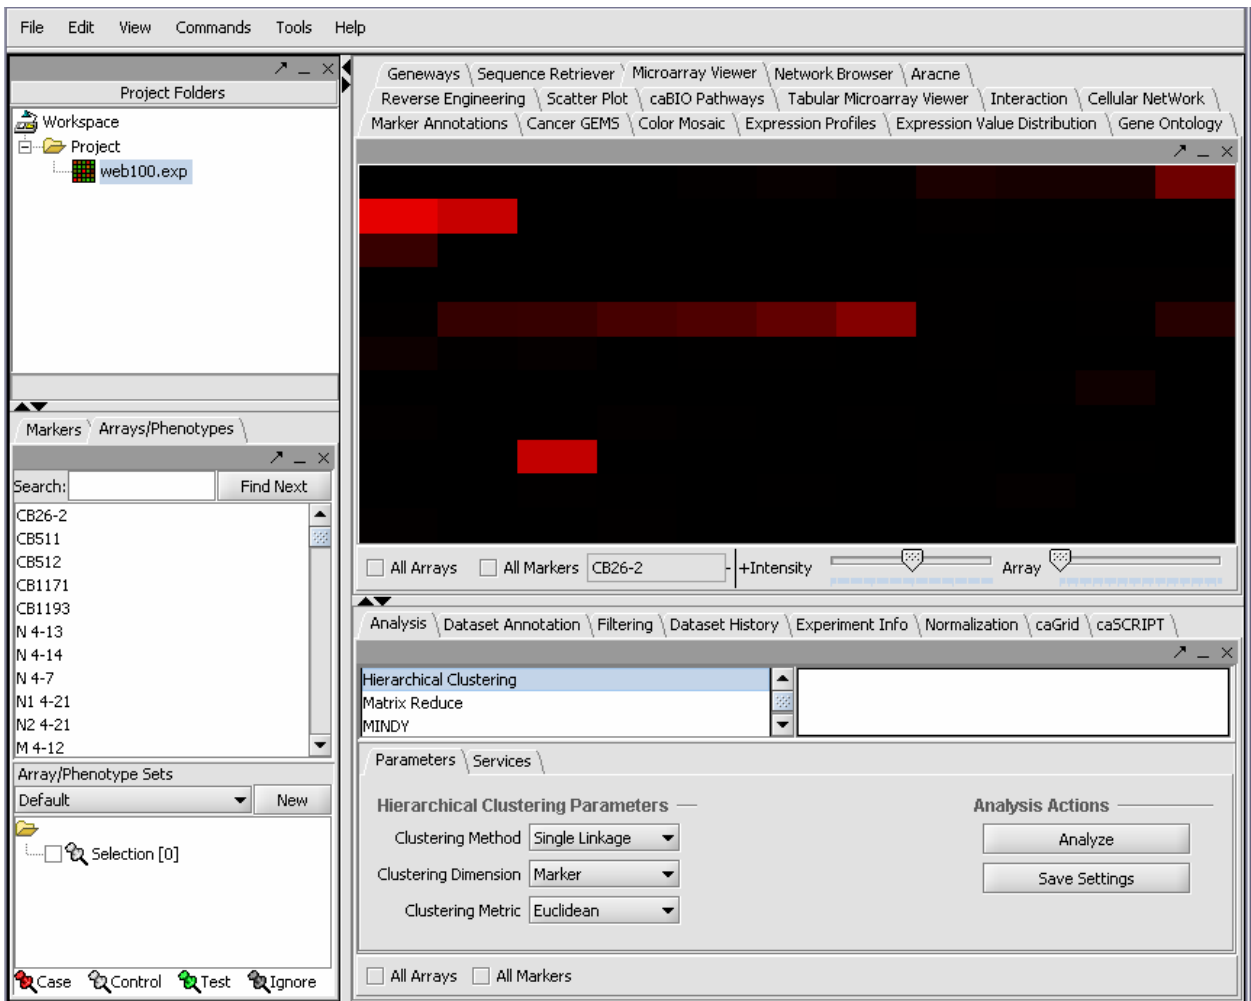 File Edit View Commands Tools Help
Project Folders
Workspace
Project
web100.exp
Markers Arrays/Phenotypes
Search: Find Next
CB26-2
CB511
CB512
CB1171
CB1193
N 4-13
N 4-14
N 4-7
N1 4-21
N2 4-21
M 4-12
Array/Phenotype Sets
Default New
Selection [0]
Case Control Test Ignore
Geneways Sequence Retriever Microarray Viewer Network Browser Aracne
Reverse Engineering Scatter Plot caBIO Pathways Tabular Microarray Viewer Interaction Cellular NetWork
Marker Annotations Cancer GEMS Color Mosaic Expression Profiles Expression Value Distribution Gene Ontology
All Arrays All Markers CB26-2 - +Intensity Array
Analysis Dataset Annotation Filtering Dataset History Experiment Info Normalization caGrid caSCRIPT
Hierarchical Clustering
Matrix Reduce
MINDY
Parameters Services
Hierarchical Clustering Parameters Analysis Actions
Clustering Method Single Linkage Analyze
Clustering Dimension Marker Save Settings
Clustering Metric Euclidean
All Arrays All Markers